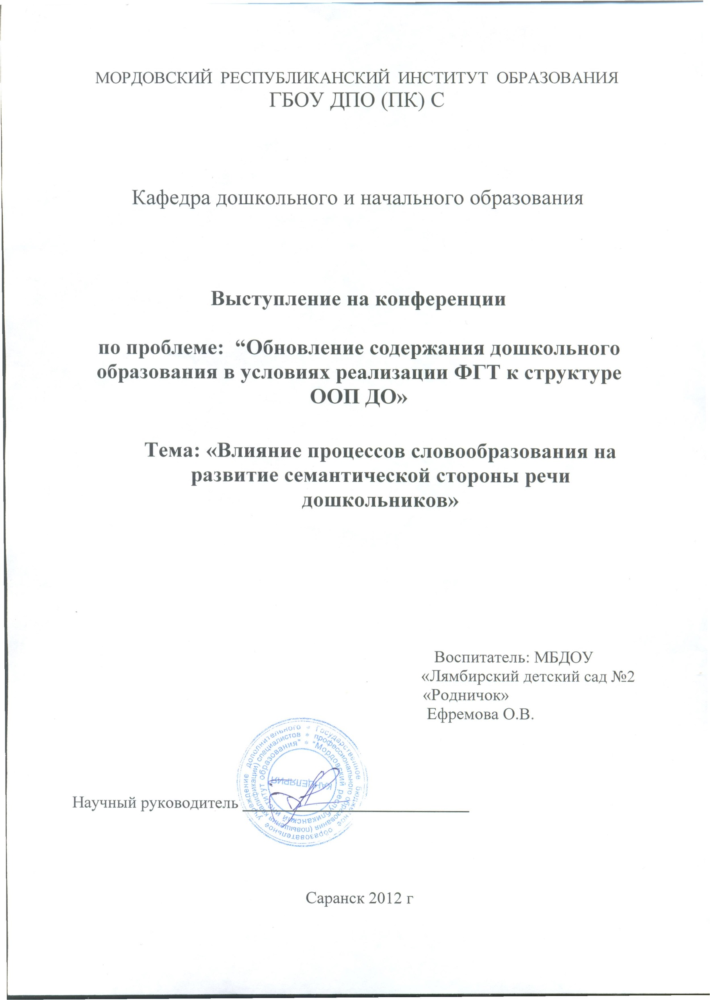 МОРДОВСКИЙ РЕСПУБЛИКАНСКИЙ ИНСТИТУТ ОБРАЗОВАНИЯ
ГБОУ ДПО (ПК) С
Кафедра дошкольного и начального образования
Выступление на конференции
по проблеме: “Обновление содержания дошкольного
образования в условиях реализации ФГТ к структуре
ООП ДО»
Тема: «Влияние процессов словообразования на
развитие семантической стороны речи
дошкольников»
Воспитатель: МБДОУ
«Лямбирский детский сад №2
«Родничок»
Ефремова О.В.
* Государственное бюджетное образовательное учреждение дополнительного
* профессионального образования (повышения квалификации) специалистов
* "Мордовский республиканский институт образования"
КАНЦЕЛЯРИЯ
Научный руководитель
Саранск 2012 г